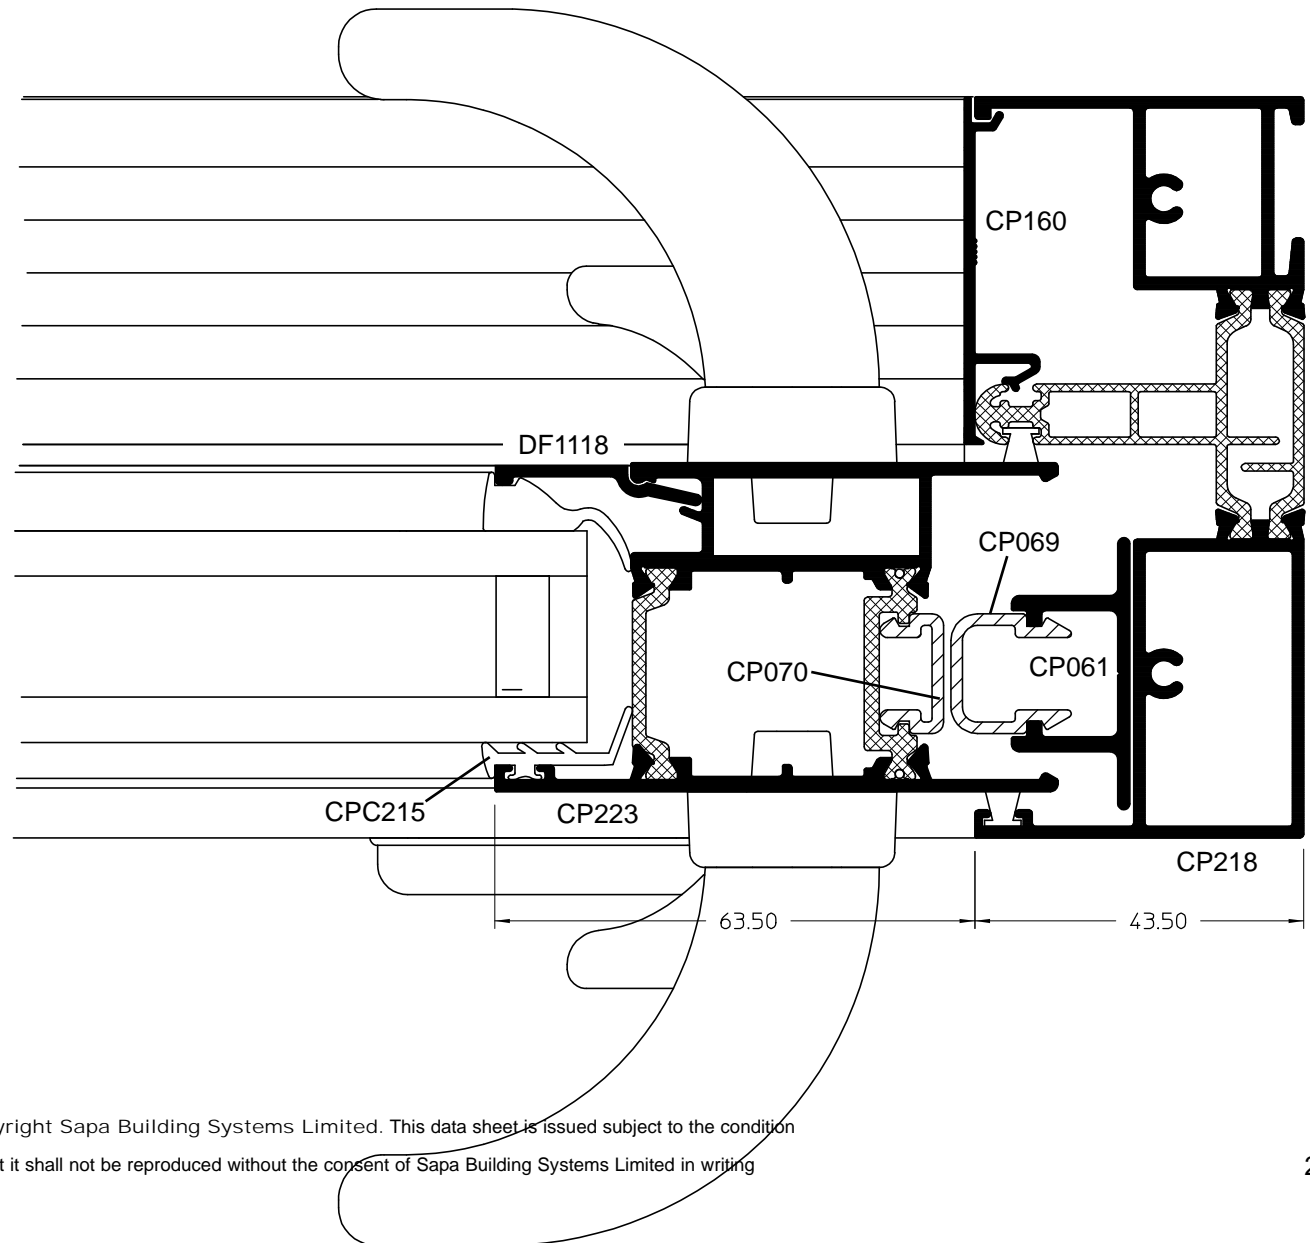 CP160
DF1118
CP069
CP061
CP070
CPC215
CP223
CP218
63.50
43.50
yright Sapa Building Systems Limited. This data sheet is issued subject to the condition
t it shall not be reproduced without the consent of Sapa Building Systems Limited in writing
2